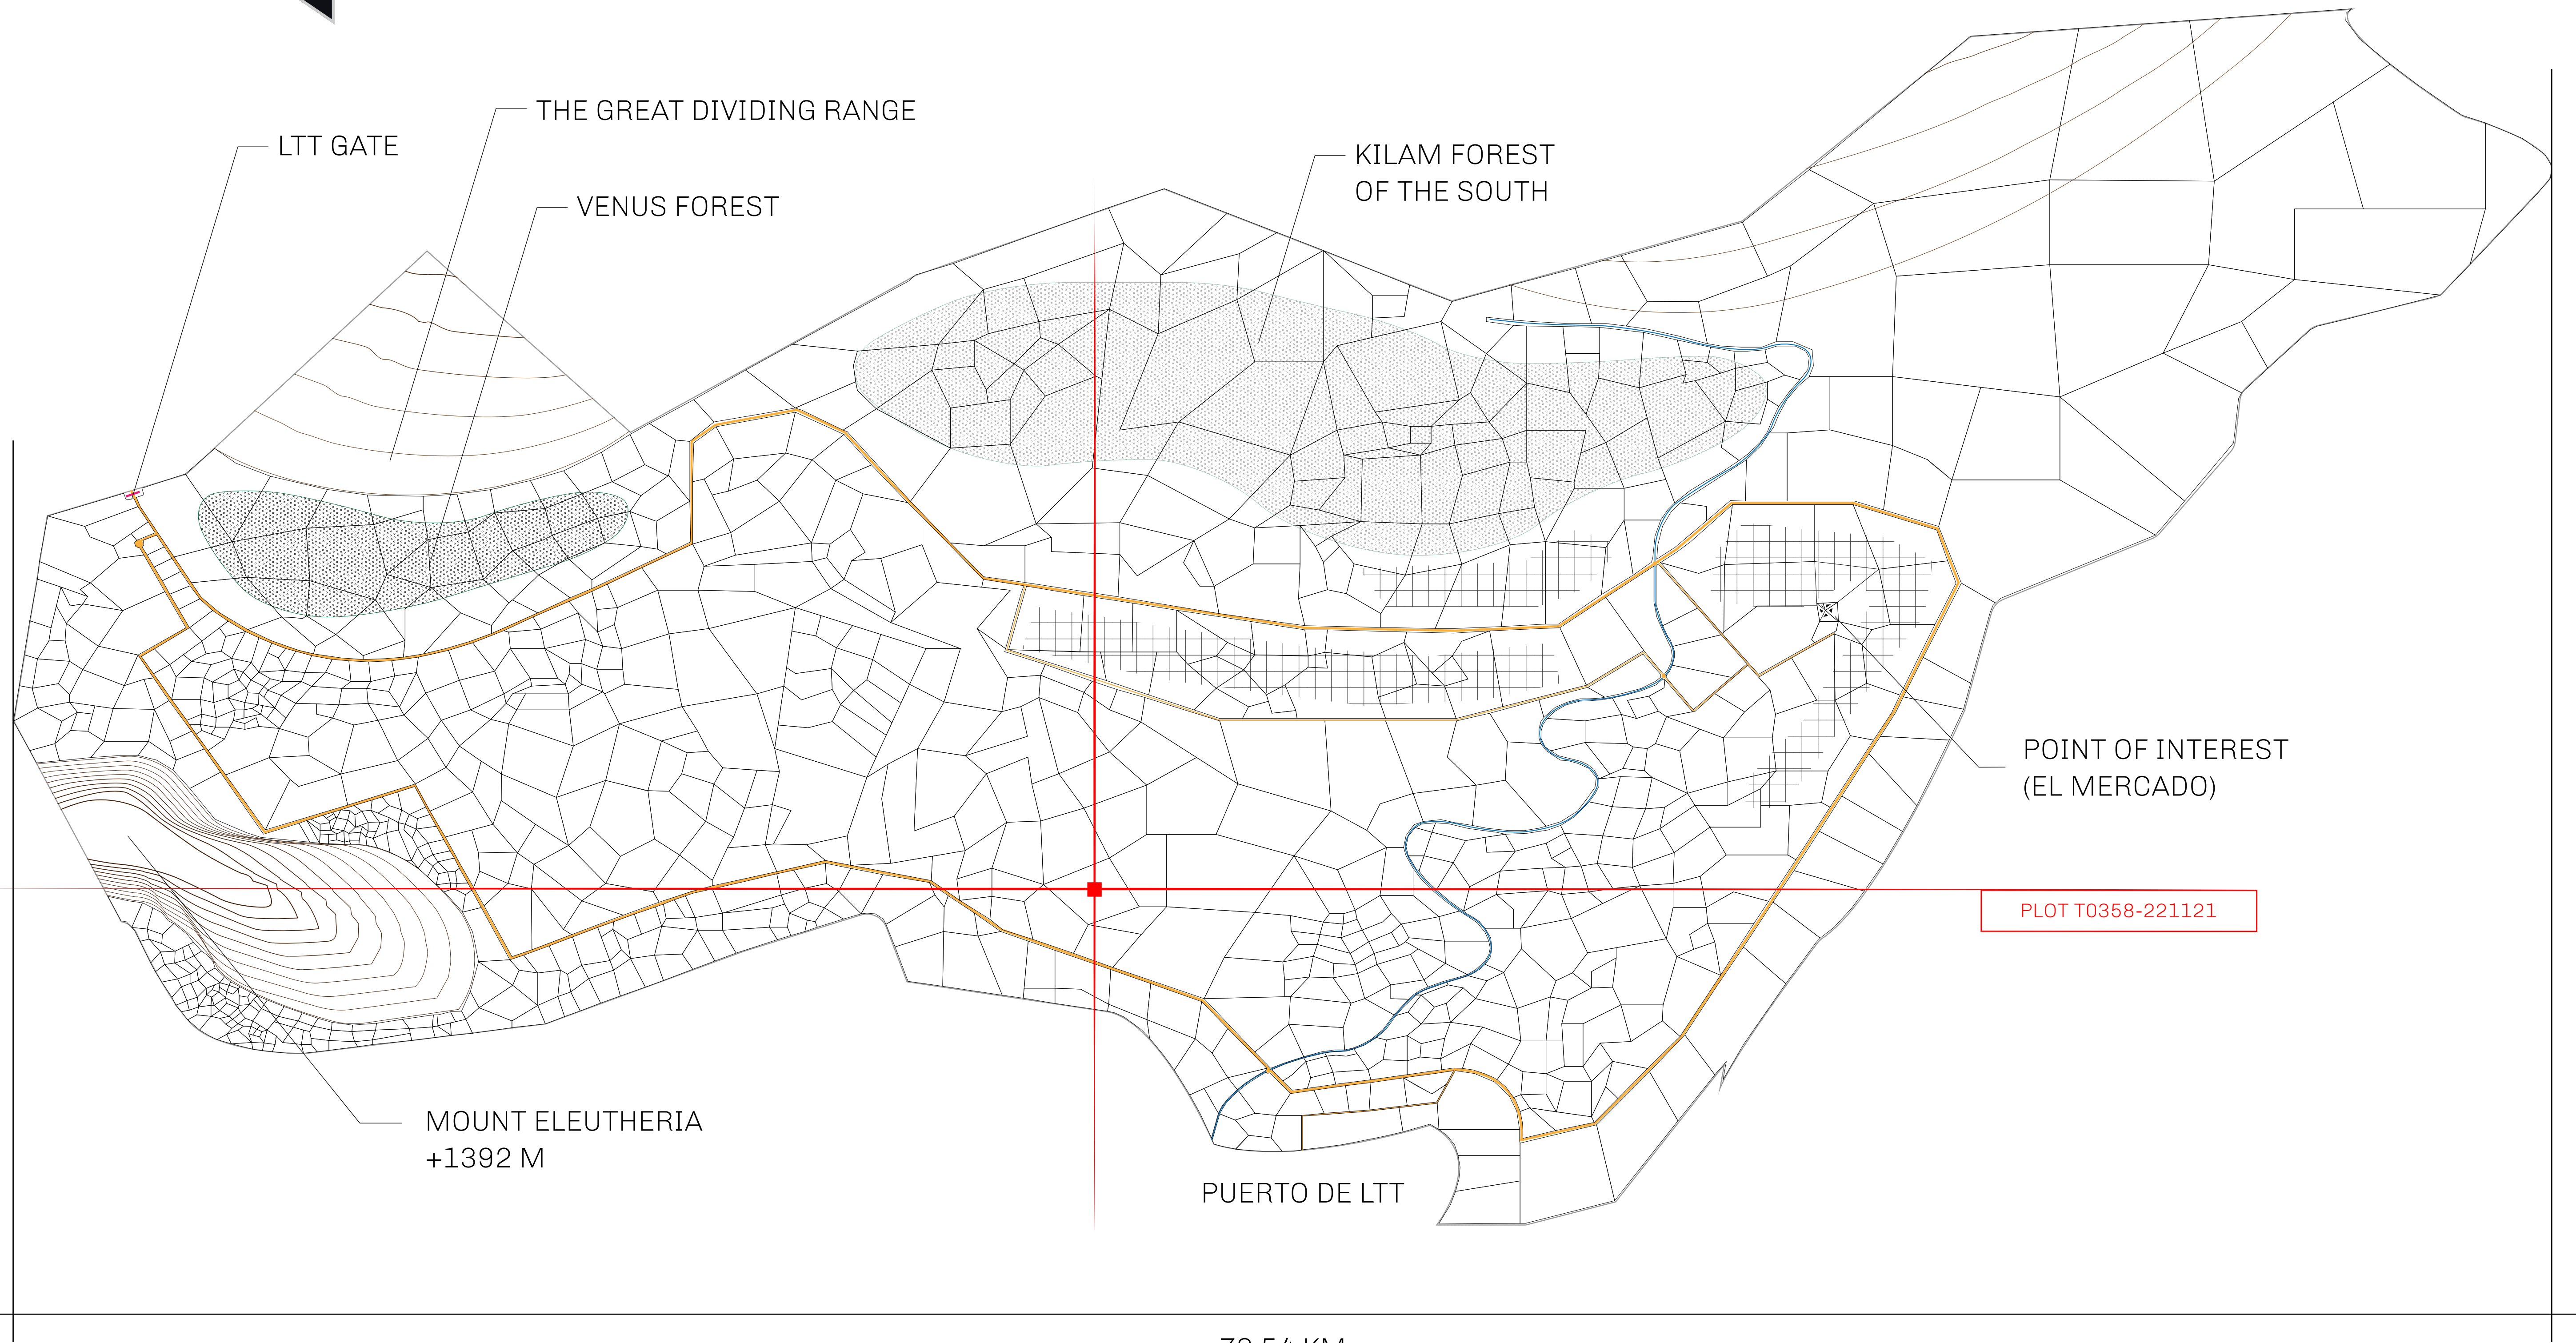 THE GREAT DIVIDING RANGE
LTT GATE
VENUS FOREST
KILAM FOREST
OF THE SOUTH
POINT OF INTEREST
(EL MERCADO)
PLOT T0358-221121
MOUNT ELEUTHERIA
+1392 M
PUERTO DE LTT
KM